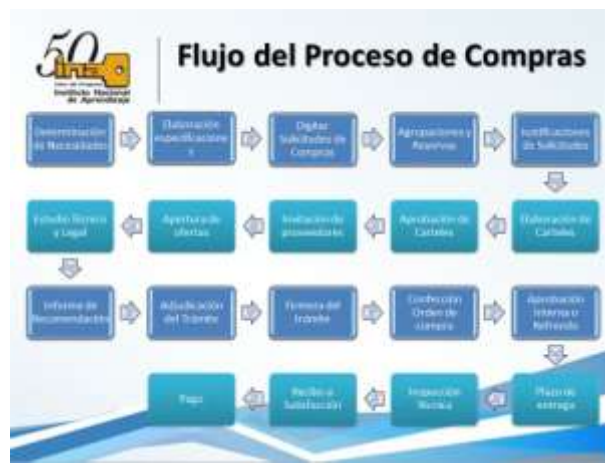 50
ina
Instituto Nacional
de Aprendizaje
Flujo del Proceso de Compras
Determinación
de Necesidades
Elaboración
especificacione
s
Digitar
Solicitudes de
Compras
Agrupaciones y
Reservas
Justificaciones
de Solicitudes
Elaboración de
Carteles
Aprobación de
Carteles
Invitación de
proveedores
Apertura de
ofertas
Estudio Técnico
y Legal
Informe de
Recomendación
Adjudicación
del Trámite
Firmeza del
trámite
Confección
Orden de
compra
Aprobación
Interna o
Refrendo
Plazo de
entrega
Inspección
Técnica
Recibo a
Satisfacción
Pago